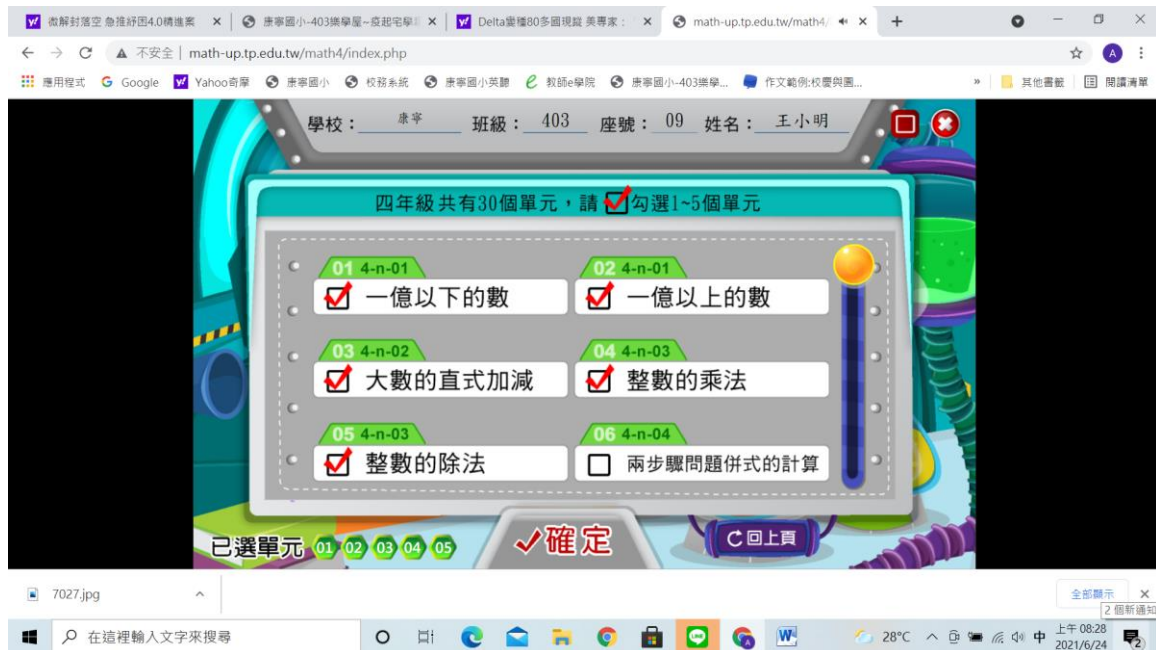 微解封落空 急推紓困4.0精進案
康寧國小-403樂學屋~疫起宅學
Delta變種80多國現蹤 美專家：
math-up.tp.edu.tw/math4/
不安全 | math-up.tp.edu.tw/math4/index.php
A
應用程式 Google Yahoo奇摩 康寧國小 校務系統 康寧國小英聽 教師e學院 康寧國小-403樂學... 作文範例:校慶與園... » 其他書籤 閱讀清單
學校： 康寧 班級： 403 座號： 09 姓名： 王小明
四年級共有30個單元，請勾選1~5個單元
01 4-n-01
一億以下的數
02 4-n-01
一億以上的數
03 4-n-02
大數的直式加減
04 4-n-03
整數的乘法
05 4-n-03
整數的除法
06 4-n-04
兩步驟問題併式的計算
已選單元 01 02 03 04 05
確定
回上頁
7027.jpg
全部顯示
2 個新通知
在這裡輸入文字來搜尋
28°C
中
上午 08:28
2021/6/24
2